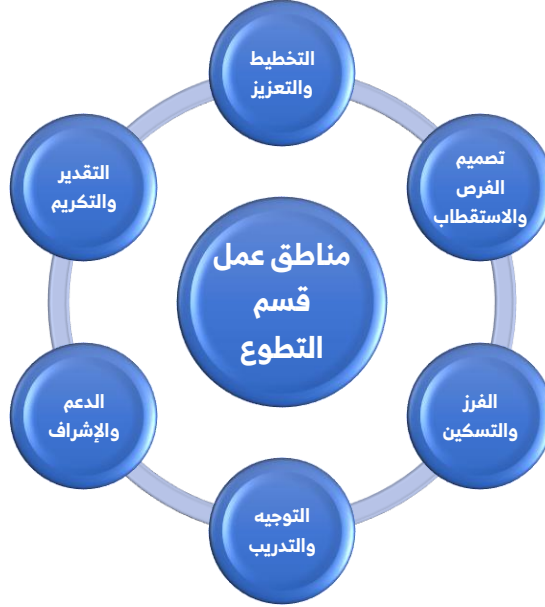 التخطيط
والتعزيز
تصميم
الفرص
والاستقطاب
الفرز
والتسكين
التوجيه
والتدريب
الدعم
والإشراف
التقدير
والتكريم
مناطق عمل
قسم
التطوع